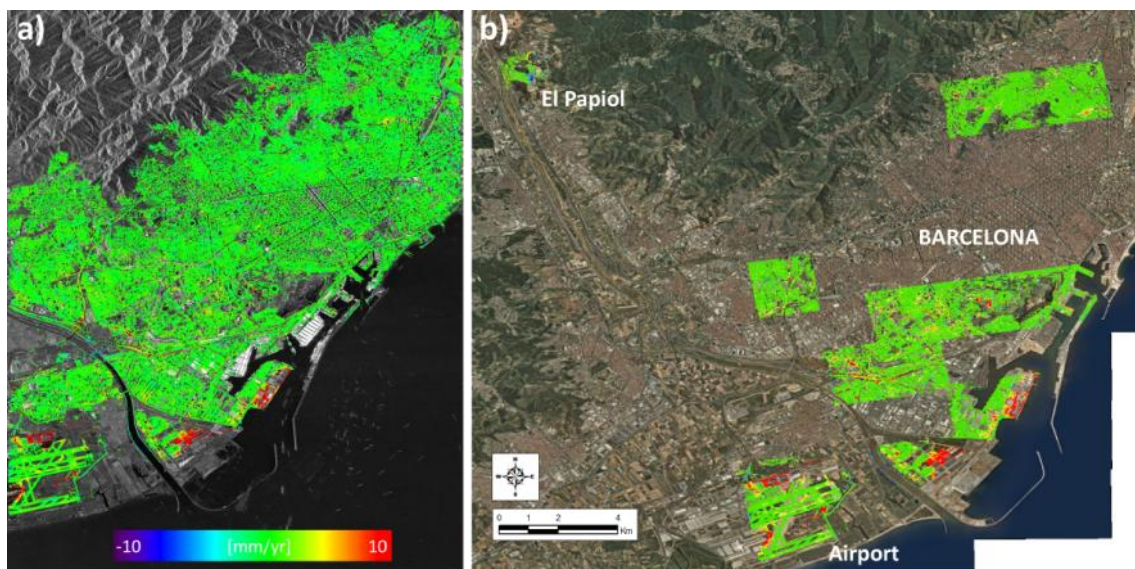 a)
-10
[mm/yr]
10
b)
El Papiol
BARCELONA
N
W
E
S
0 1 2 4
Km
Airport